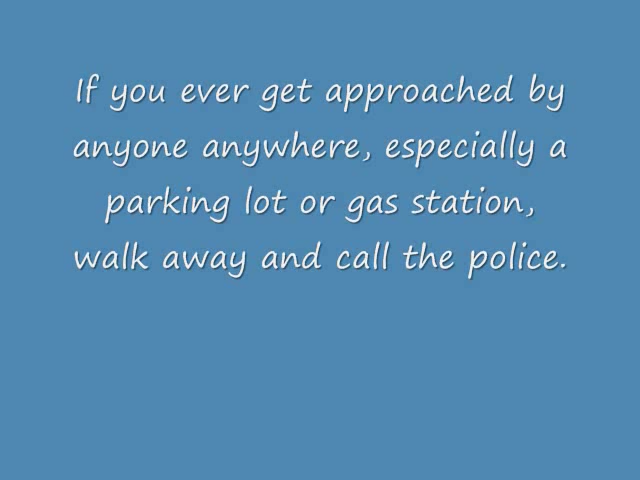 If you ever get approached by
anyone anywhere, especially a
parking lot or gas station,
walk away and call the police.